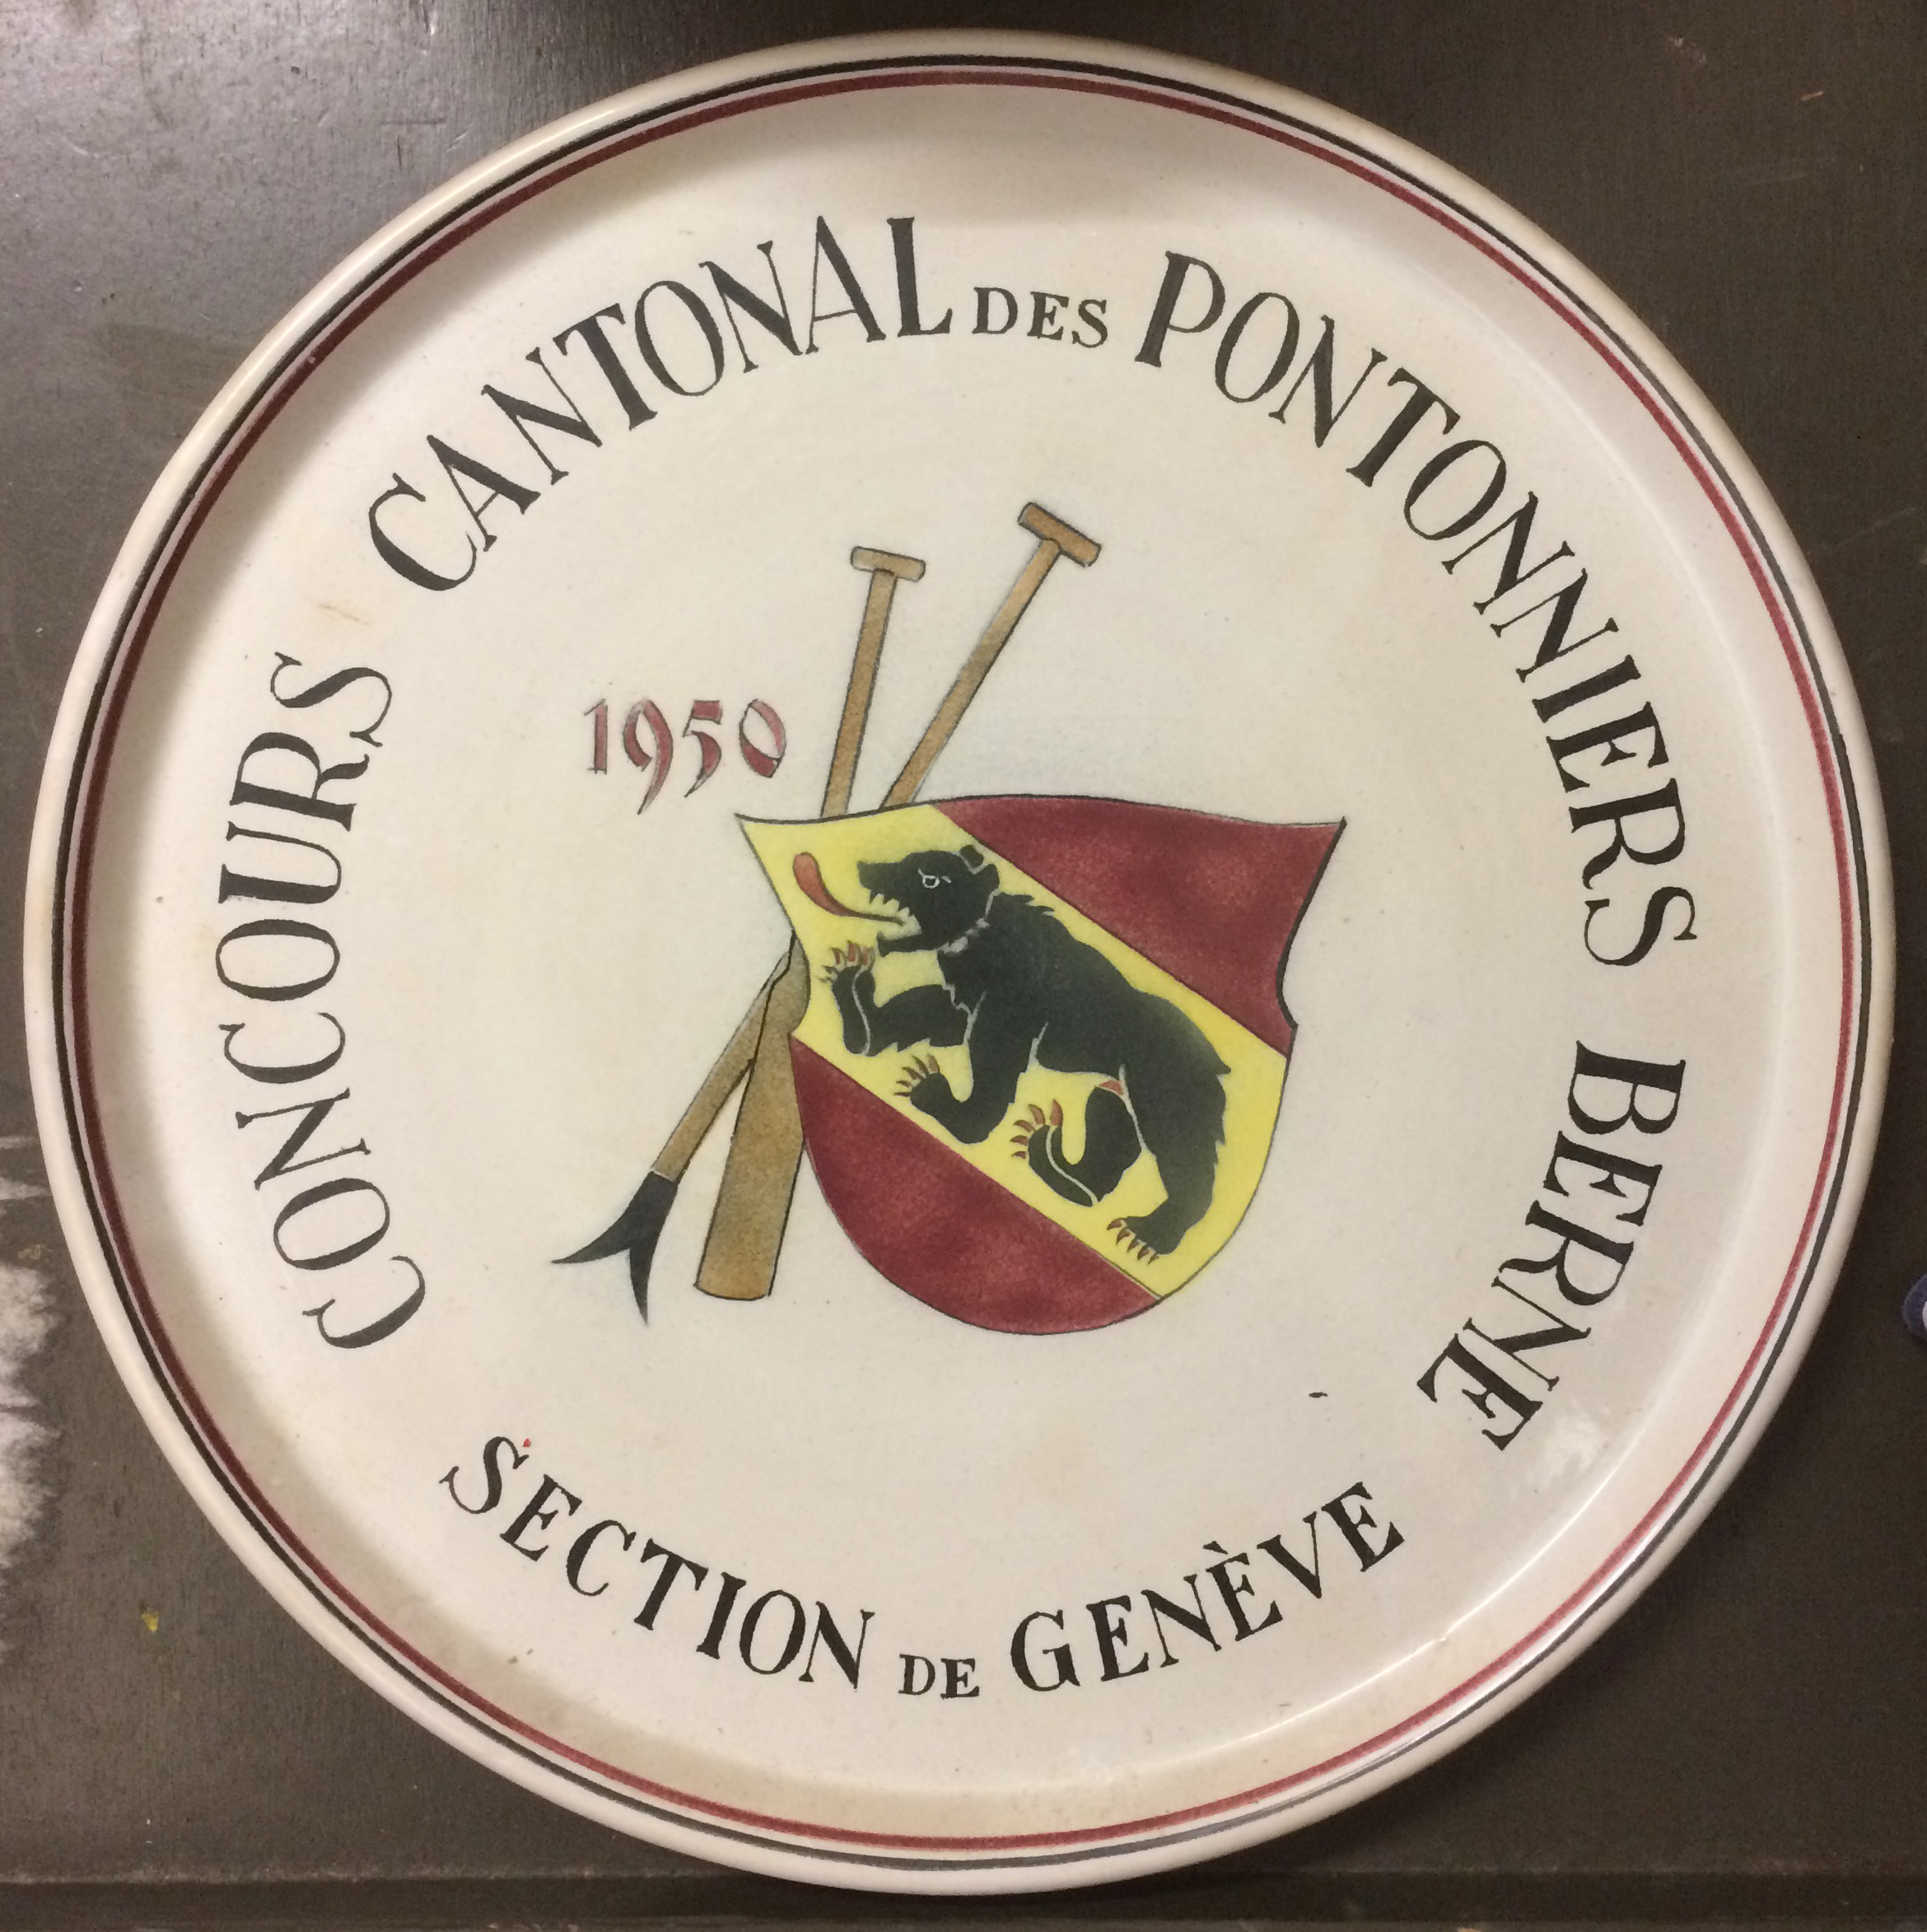 CONCOURS CANTONAL DES PONTONNIERS BERNE
1950
SECTION DE GENÈVE